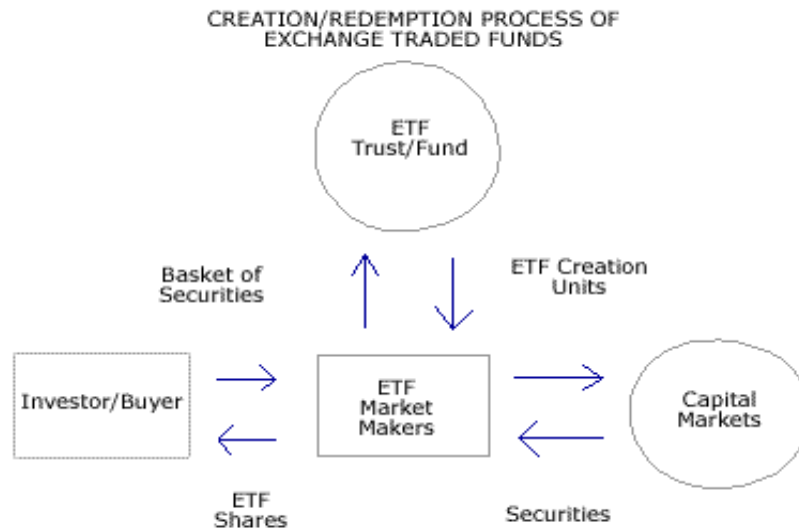 CREATION/REDEMPTION PROCESS OF
EXCHANGE TRADED FUNDS
ETF
Trust/Fund
Basket of
Securities
ETF Creation
Units
Investor/Buyer
ETF
Market
Makers
Capital
Markets
ETF
Shares
Securities